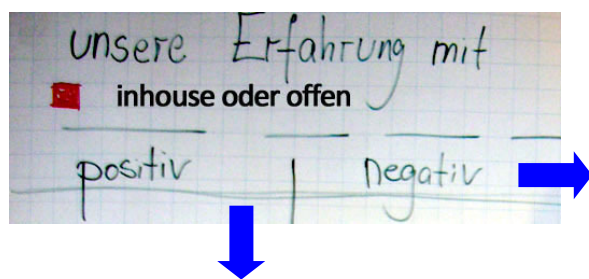 unsere Erfahrung mit
inhouse oder offen
positiv | negativ